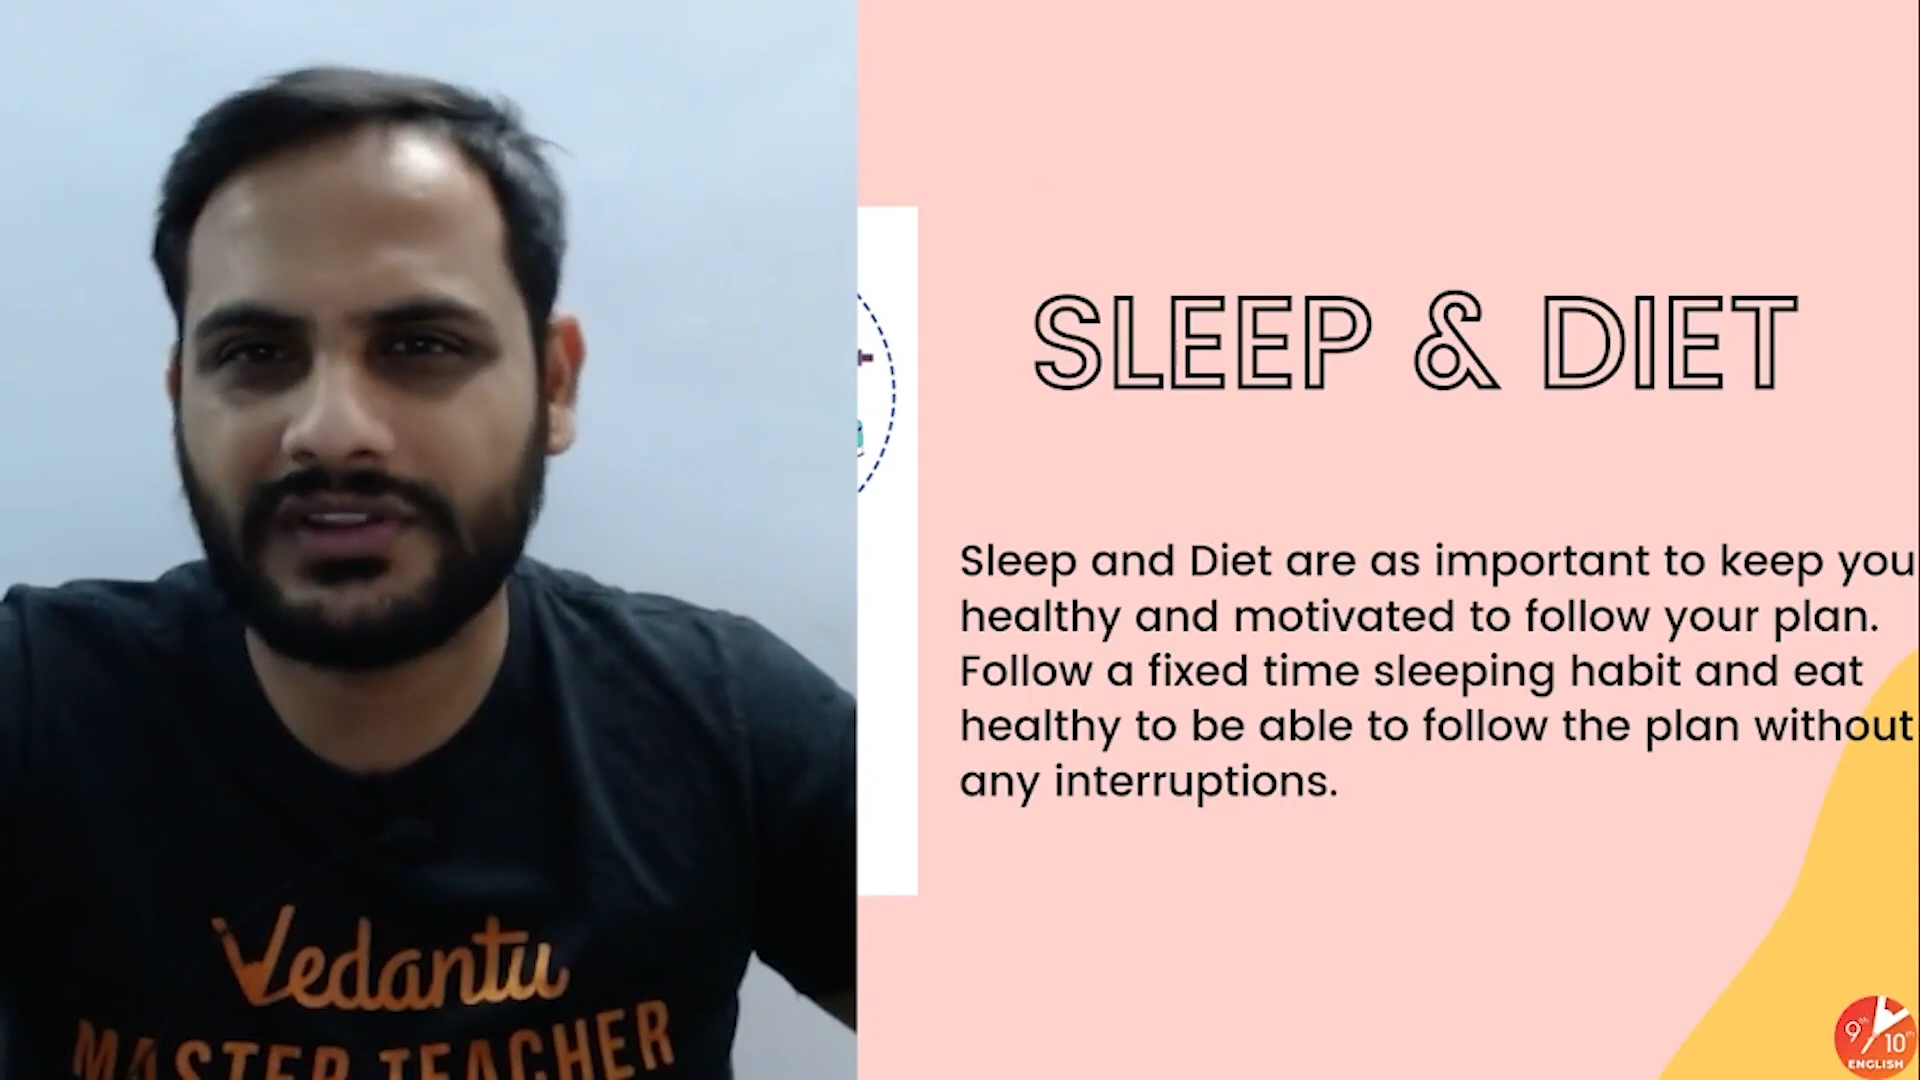 SLEEP & DIET
Sleep and Diet are as important to keep you
healthy and motivated to follow your plan.
Follow a fixed time sleeping habit and eat
healthy to be able to follow the plan without
any interruptions.
Vedantu
MASTER TEACHER
9th 10th
ENGLISH